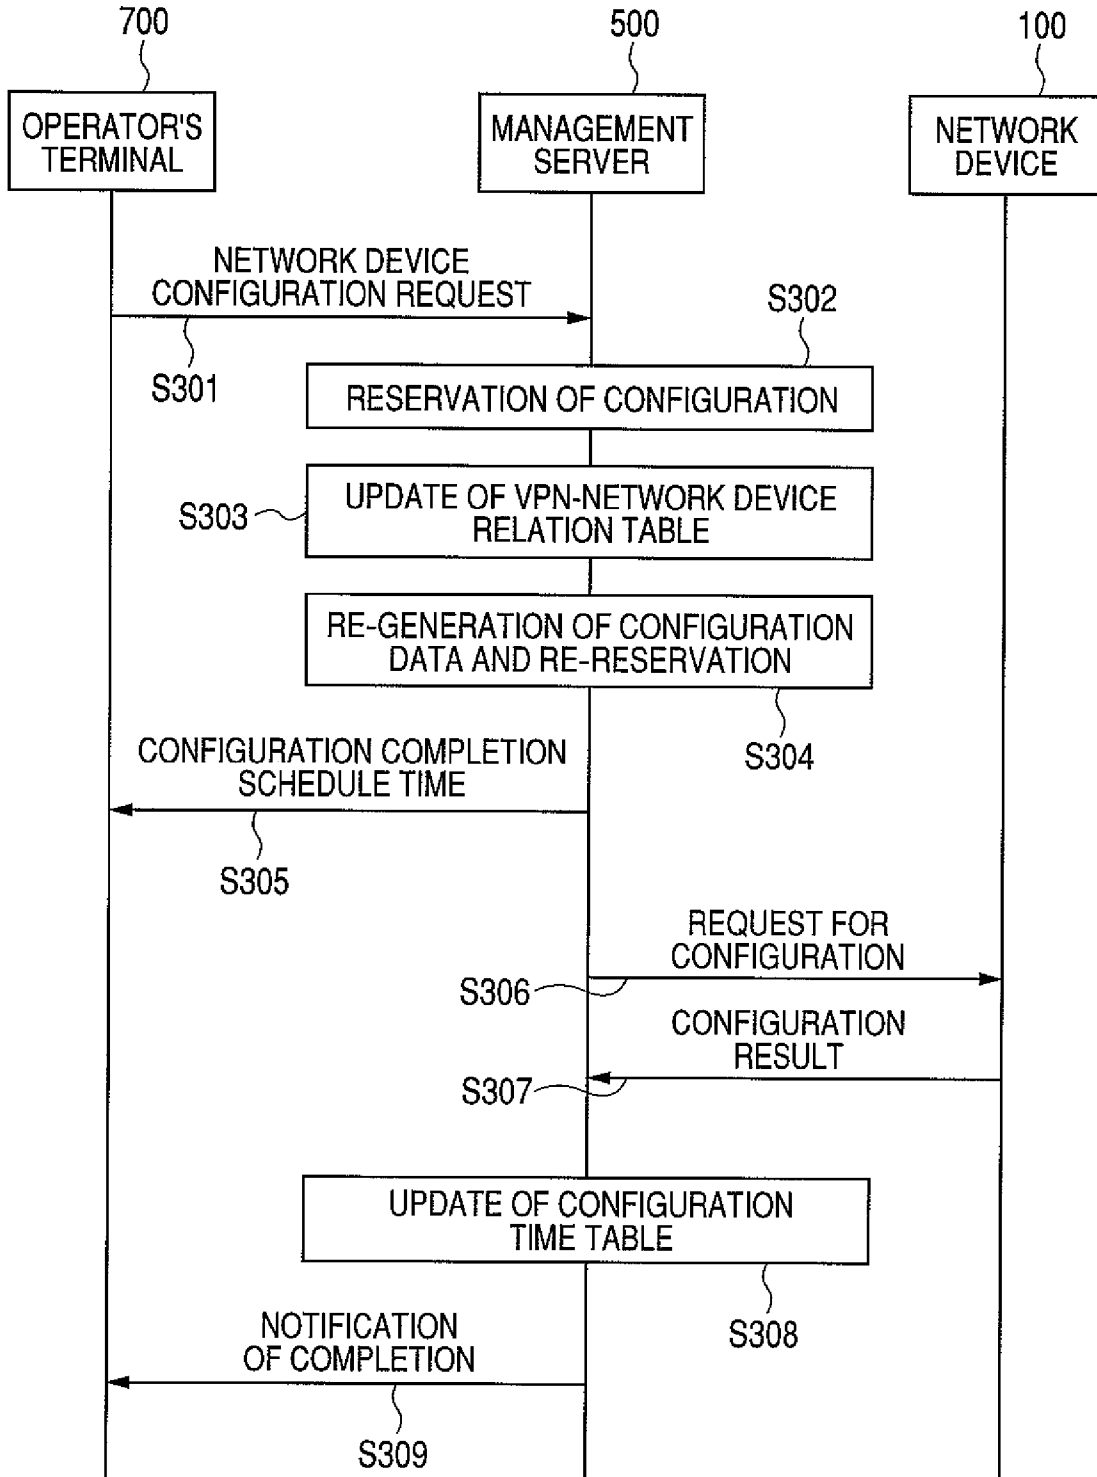 700
500
100
OPERATOR'S
TERMINAL
MANAGEMENT
SERVER
NETWORK
DEVICE
NETWORK DEVICE
CONFIGURATION REQUEST
S301
S302
RESERVATION OF CONFIGURATION
S303
UPDATE OF VPN-NETWORK DEVICE
RELATION TABLE
RE-GENERATION OF CONFIGURATION
DATA AND RE-RESERVATION
S304
CONFIGURATION COMPLETION
SCHEDULE TIME
S305
REQUEST FOR
CONFIGURATION
S306
CONFIGURATION
RESULT
S307
UPDATE OF CONFIGURATION
TIME TABLE
S308
NOTIFICATION
OF COMPLETION
S309